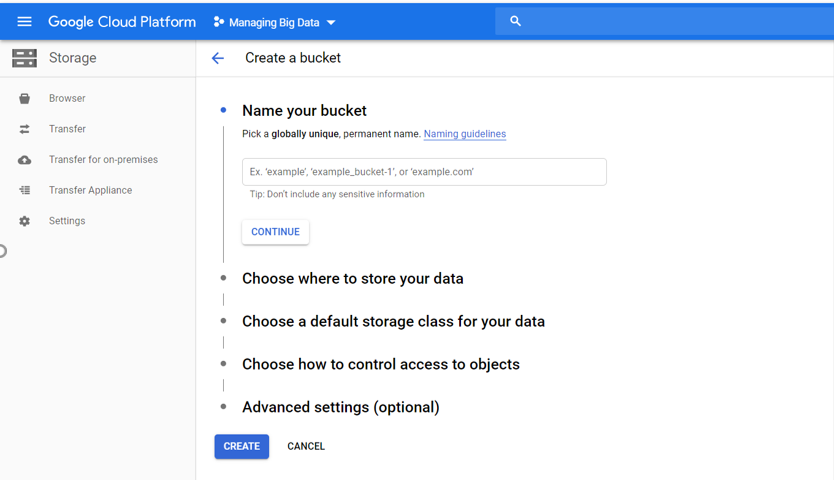 Google Cloud Platform
Managing Big Data
Storage
Create a bucket
Browser
Transfer
Transfer for on-premises
Transfer Appliance
Settings
Name your bucket
Pick a globally unique, permanent name. Naming guidelines
Ex. 'example', 'example_bucket-1', or 'example.com'
Tip: Don't include any sensitive information
CONTINUE
Choose where to store your data
Choose a default storage class for your data
Choose how to control access to objects
Advanced settings (optional)
CREATE
CANCEL